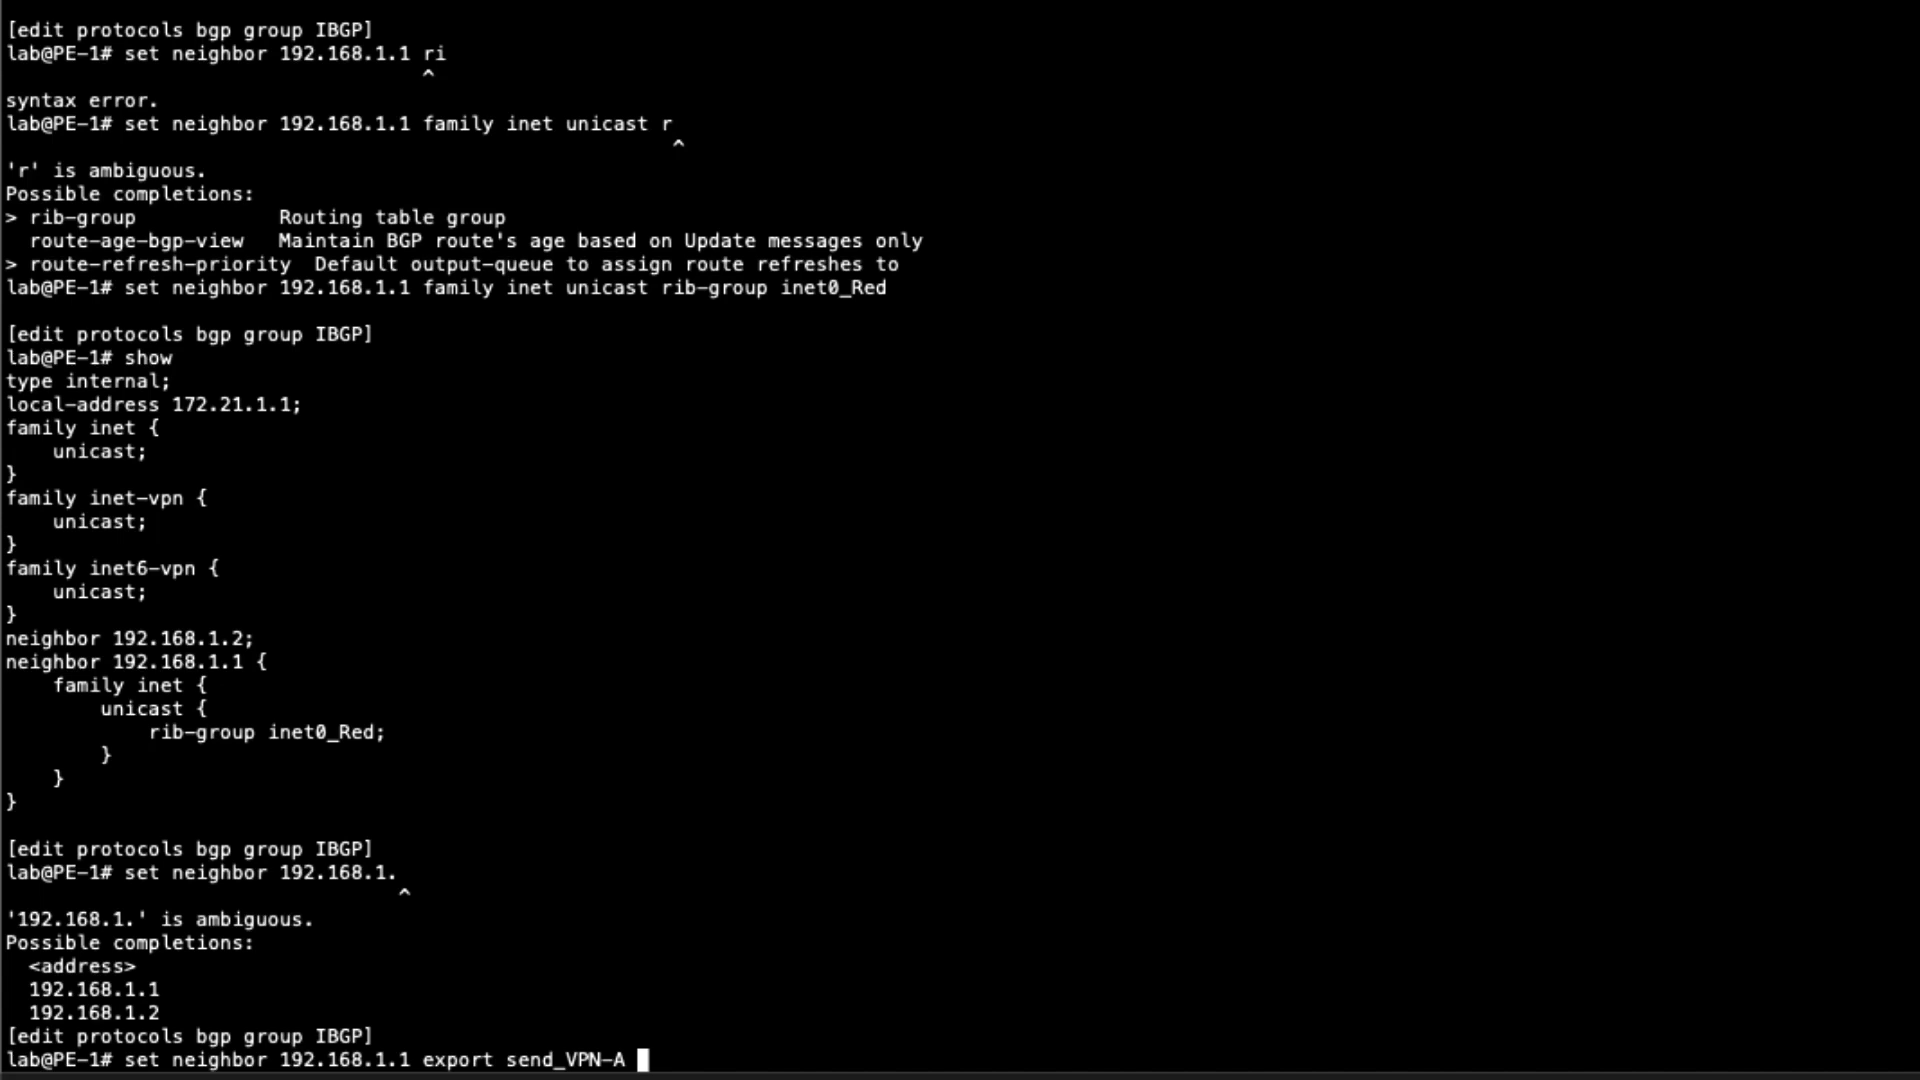 [edit protocols bgp group IBGP]
lab@PE-1# set neighbor 192.168.1.1 ri
^
syntax error.
lab@PE-1# set neighbor 192.168.1.1 family inet unicast r
^
'r' is ambiguous.
Possible completions:
> rib-group            Routing table group
  route-age-bgp-view   Maintain BGP route's age based on Update messages only
> route-refresh-priority  Default output-queue to assign route refreshes to
lab@PE-1# set neighbor 192.168.1.1 family inet unicast rib-group inet0_Red
[edit protocols bgp group IBGP]
lab@PE-1# show
type internal;
local-address 172.21.1.1;
family inet {
    unicast;
}
family inet-vpn {
    unicast;
}
family inet6-vpn {
    unicast;
}
neighbor 192.168.1.2;
neighbor 192.168.1.1 {
    family inet {
        unicast {
            rib-group inet0_Red;
        }
    }
}
[edit protocols bgp group IBGP]
lab@PE-1# set neighbor 192.168.1.
^
'192.168.1.' is ambiguous.
Possible completions:
  <address>
  192.168.1.1
  192.168.1.2
[edit protocols bgp group IBGP]
lab@PE-1# set neighbor 192.168.1.1 export send_VPN-A